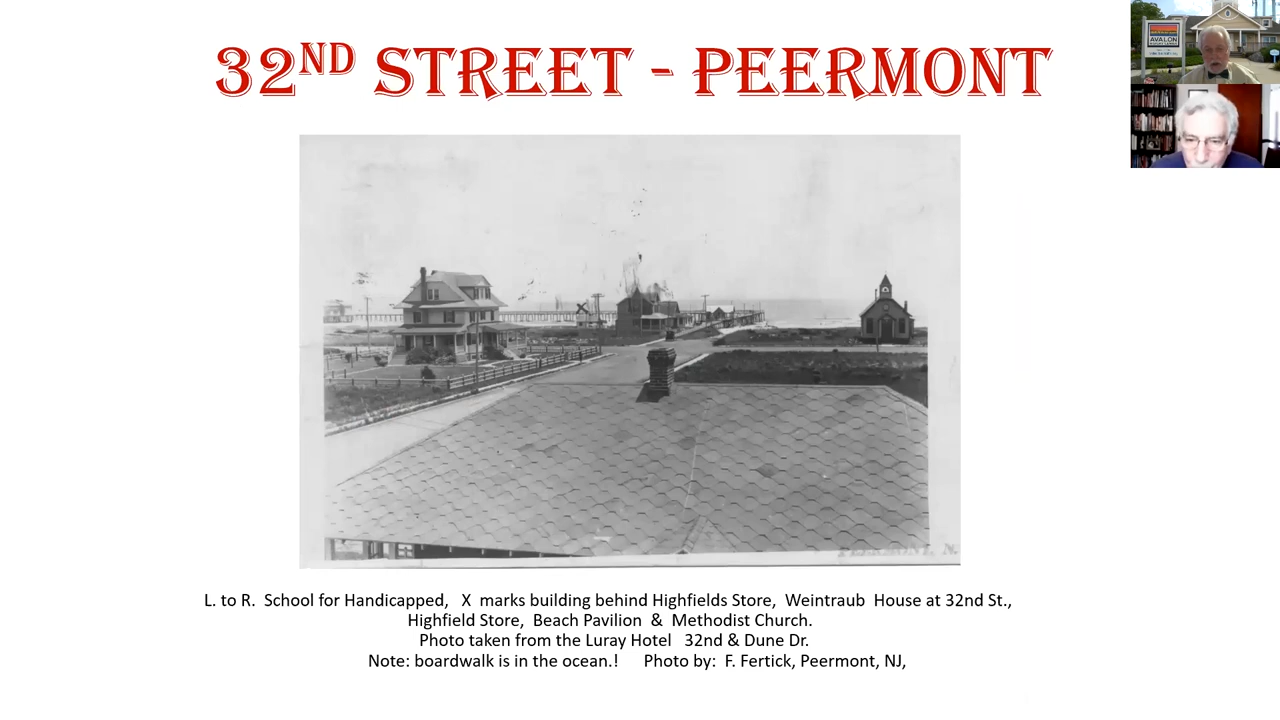 32ND STREET - PEERMONT
AVALON
X
PEERMONT, N.
L. to R. School for Handicapped, X marks building behind Highfields Store, Weintraub House at 32nd St.,
Highfield Store, Beach Pavilion & Methodist Church.
Photo taken from the Luray Hotel 32nd & Dune Dr.
Note: boardwalk is in the ocean.! Photo by: F. Fertick, Peermont, NJ,